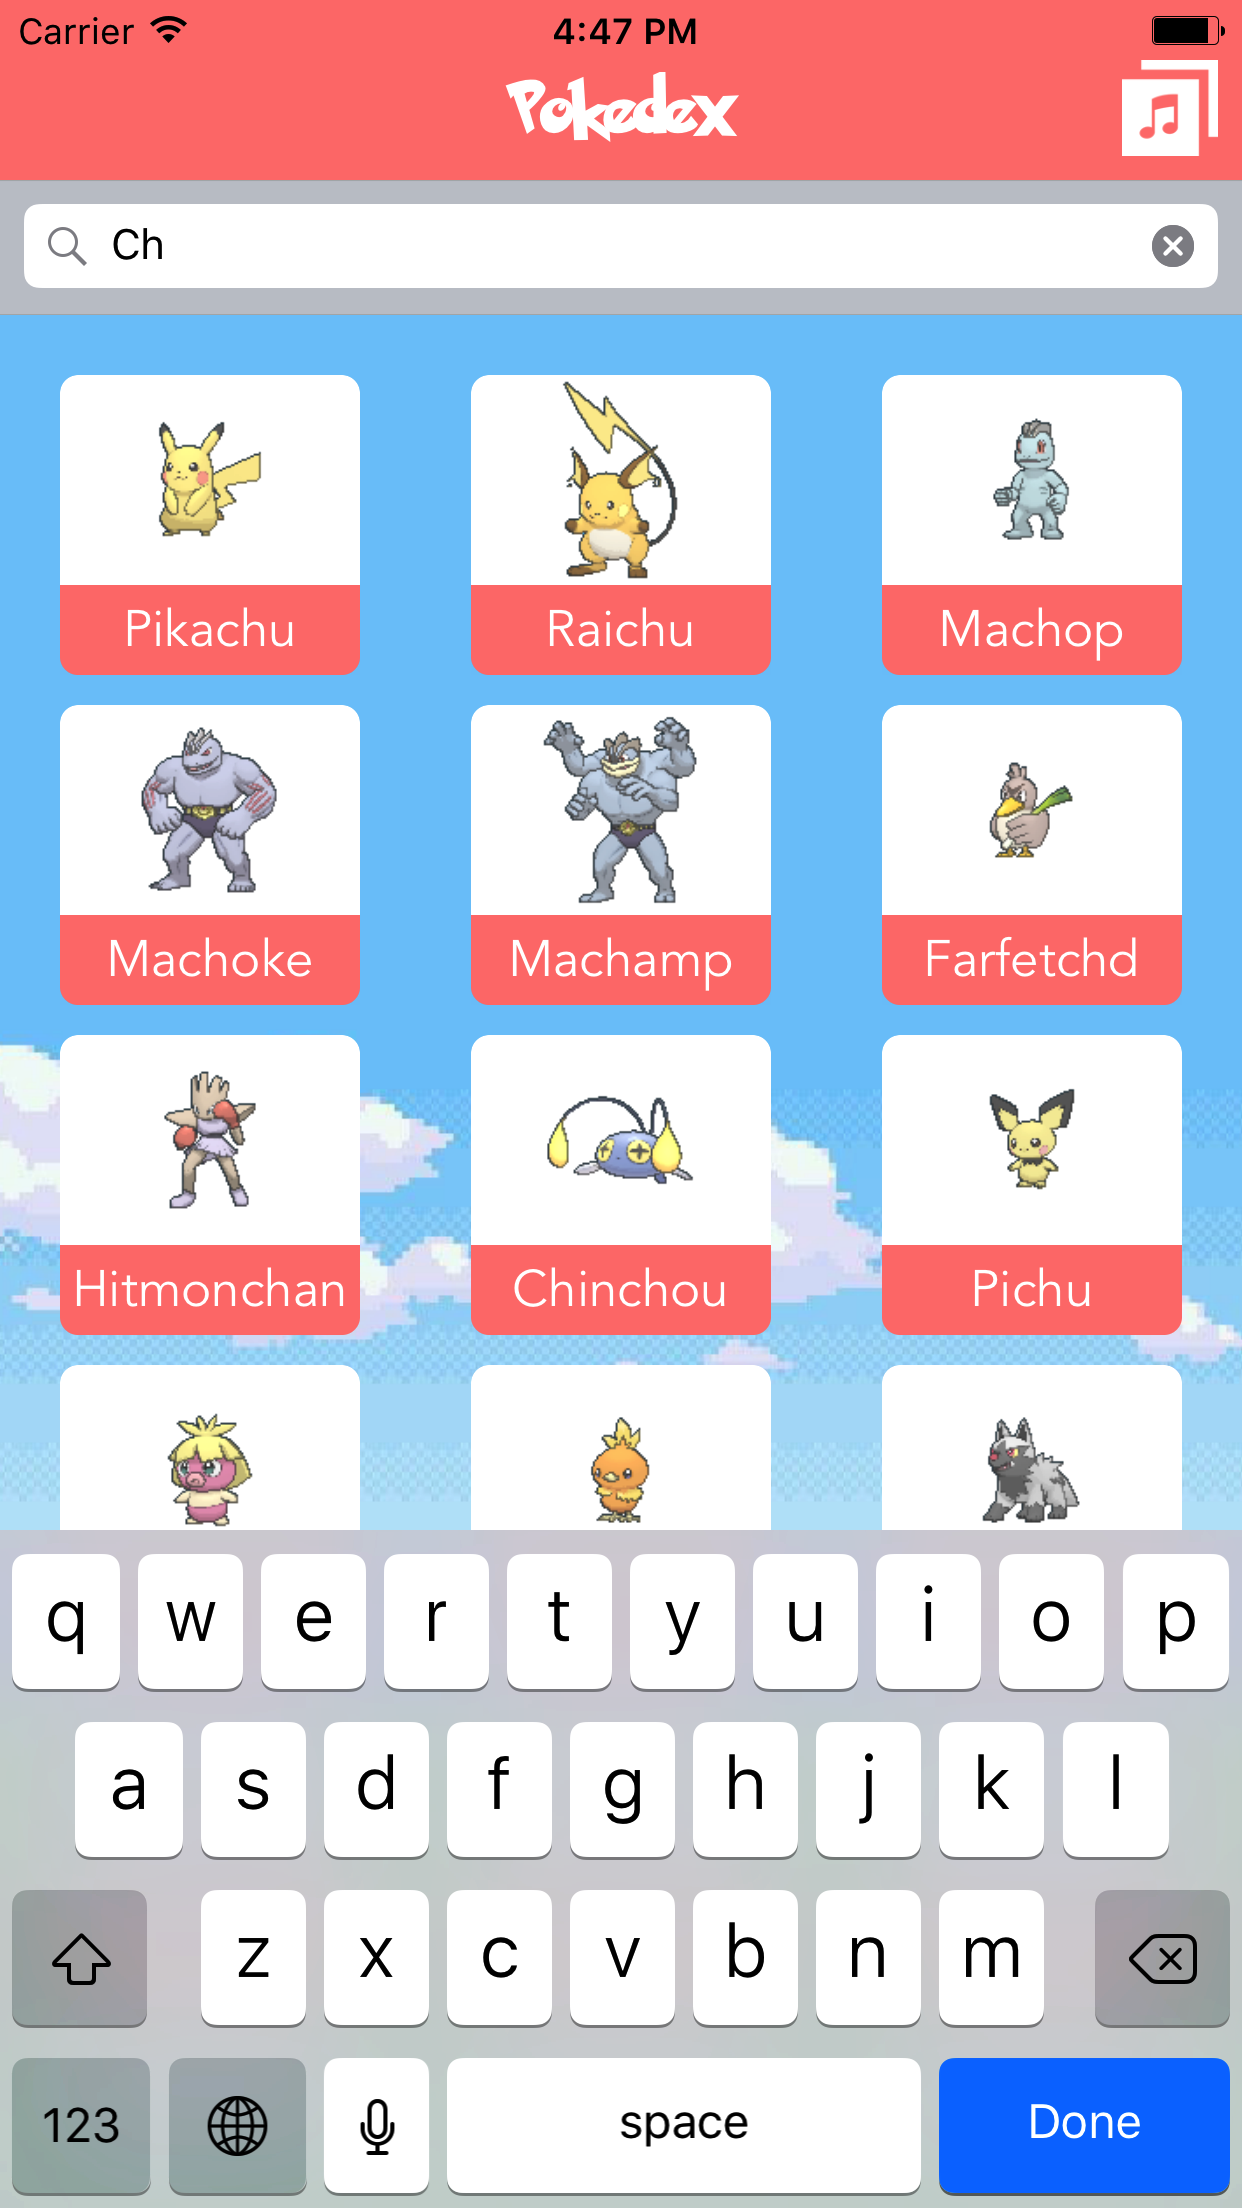 Carrier 4:47 PM
Pokedex
Ch
Pikachu Raichu Machop
Machoke Machamp Farfetchd
Hitmonchan Chinchou Pichu
q w e r t y u i o p
a s d f g h j k l
z x c v b n m
123 space Done